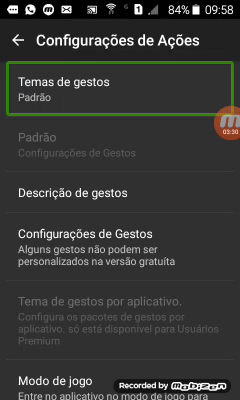 84% 09:58
Configurações de Ações
Temas de gestos
Padrão
03:30
Padrão
Configurações de Gestos
Descrição de gestos
Configurações de Gestos
Alguns gestos não podem ser
personalizados na versão gratuíta
Tema de gestos por aplicativo.
Configura os pacotes de gestos por
aplicativo, só está disponível para Usuários
Premium
Modo de jogo
Recorded by mobizen
Entre no aplicativo no modo de jogo para